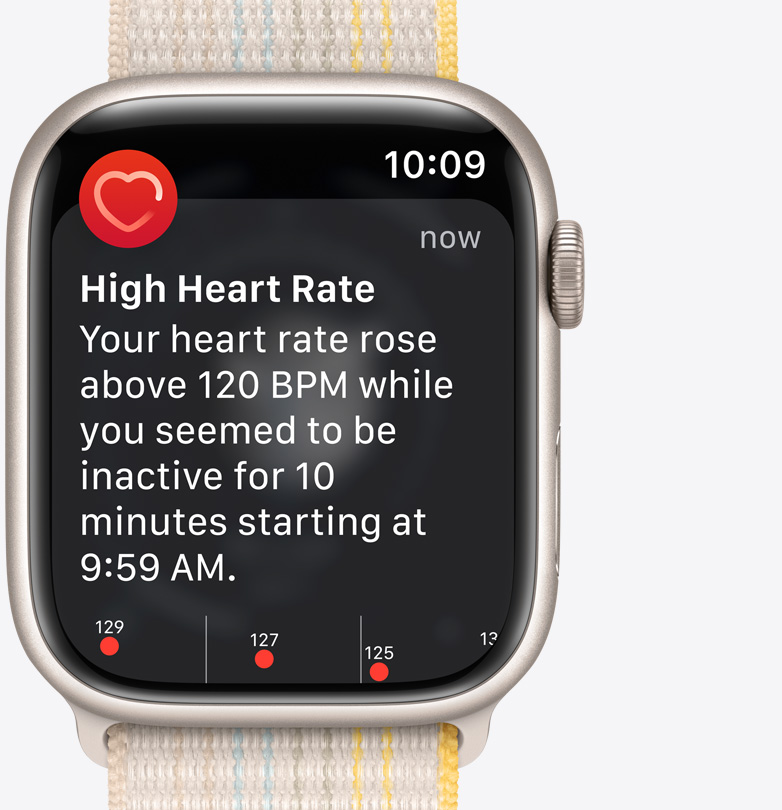 10:09
now
High Heart Rate
Your heart rate rose
above 120 BPM while
you seemed to be
inactive for 10
minutes starting at
9:59 AM.
129
127
125